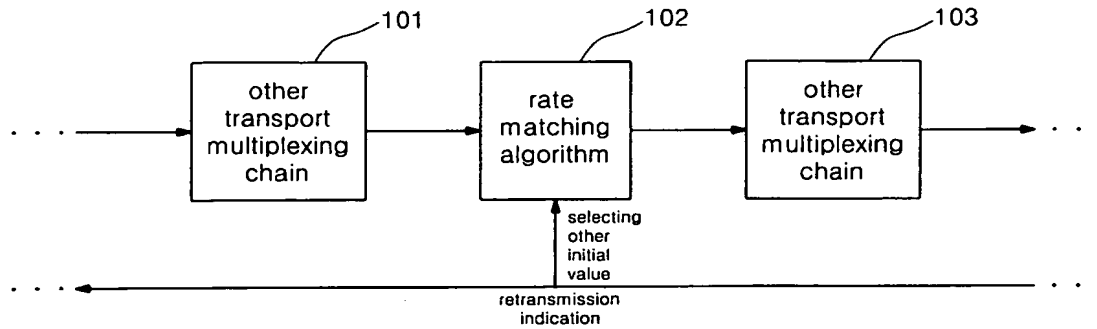 101
102
103
other
transport
multiplexing
chain
rate
matching
algorithm
other
transport
multiplexing
chain
selecting
other
initial
value
retransmission
indication